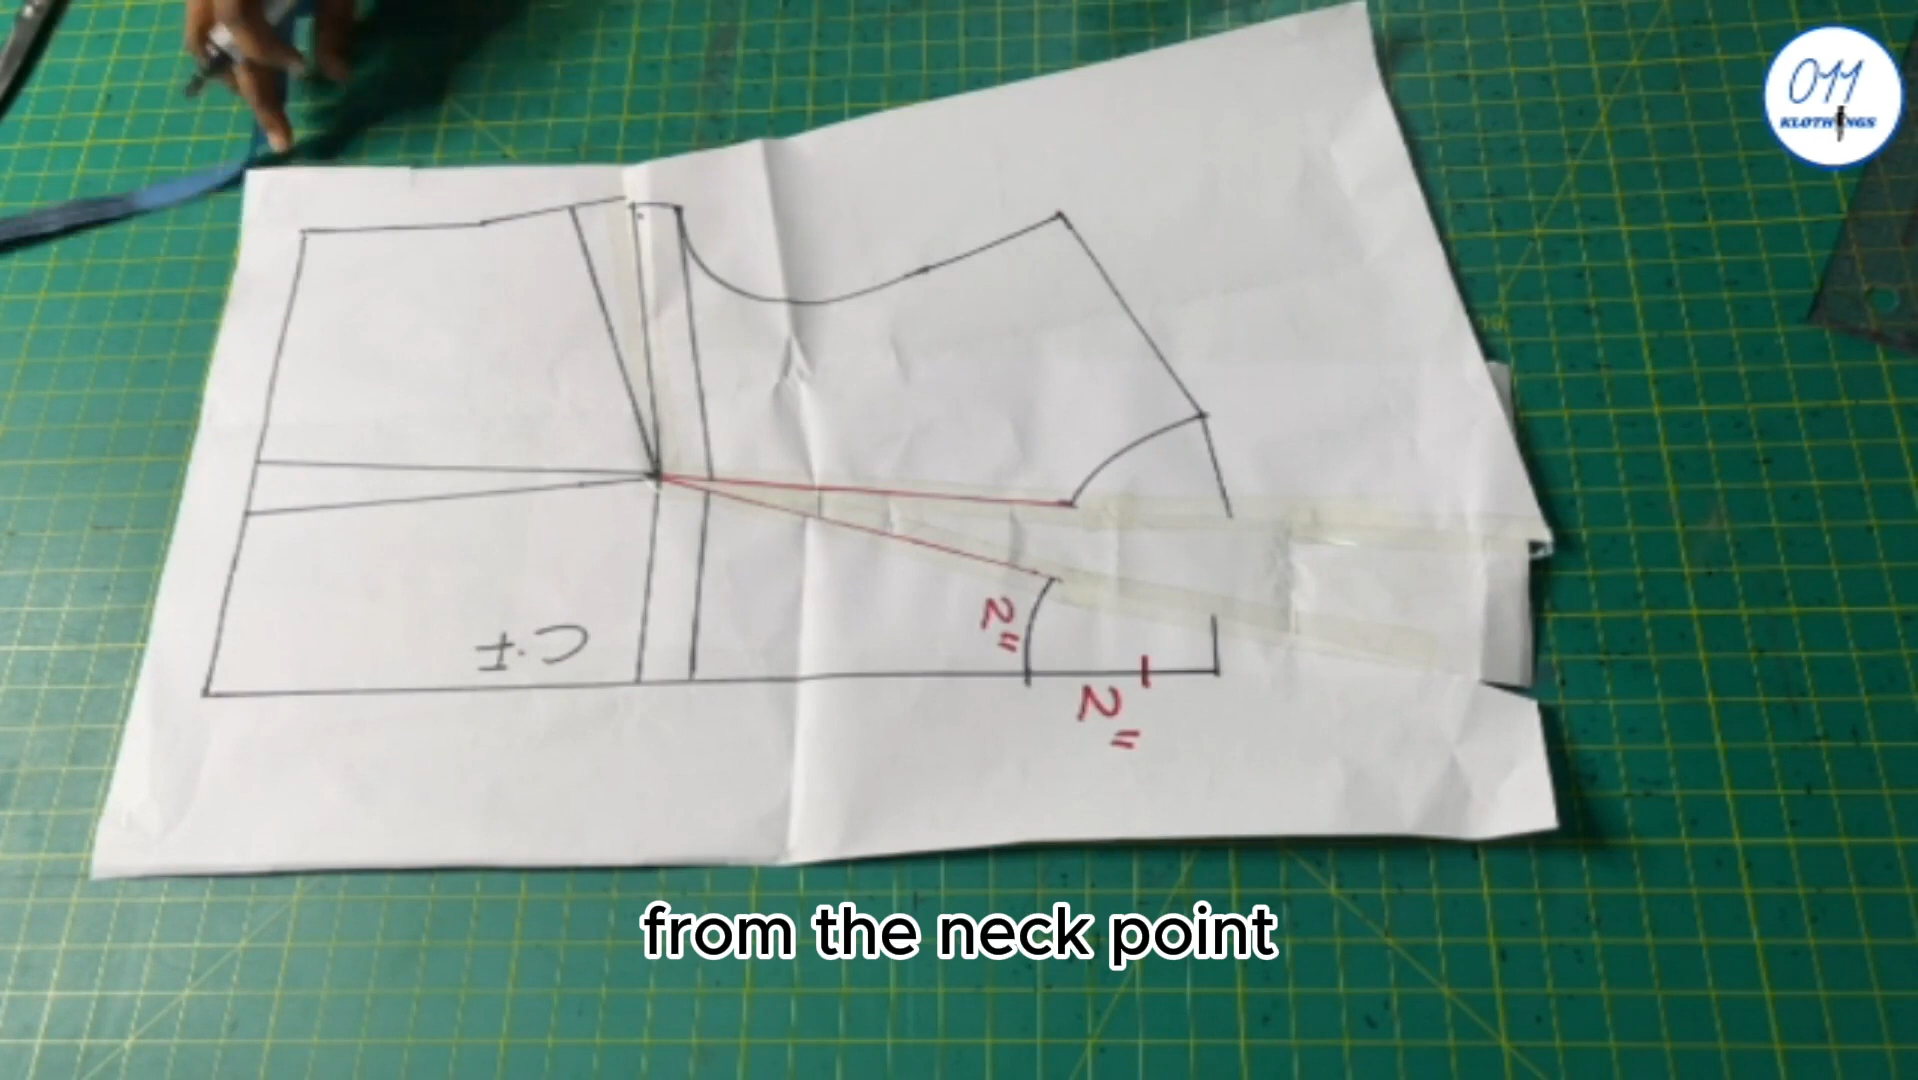 011
KLOTHINGS
C.F
2"
2"
from the neck point